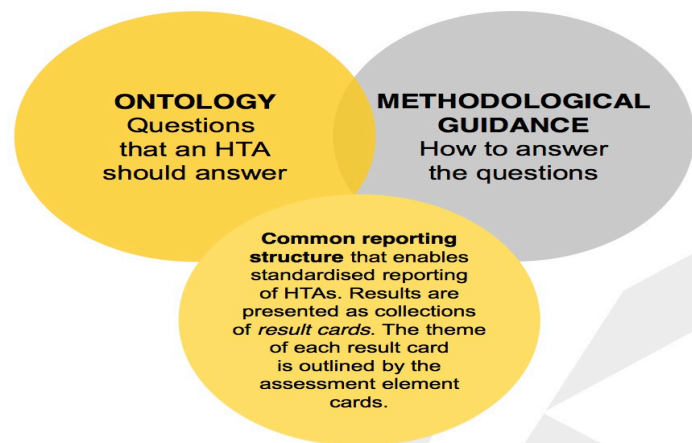 ONTOLOGY
Questions
that an HTA
should answer
METHODOLOGICAL
GUIDANCE
How to answer
the questions
Common reporting
structure that enables
standardised reporting
of HTAs. Results are
presented as collections
of result cards. The theme
of each result card
is outlined by the
assessment element
cards.